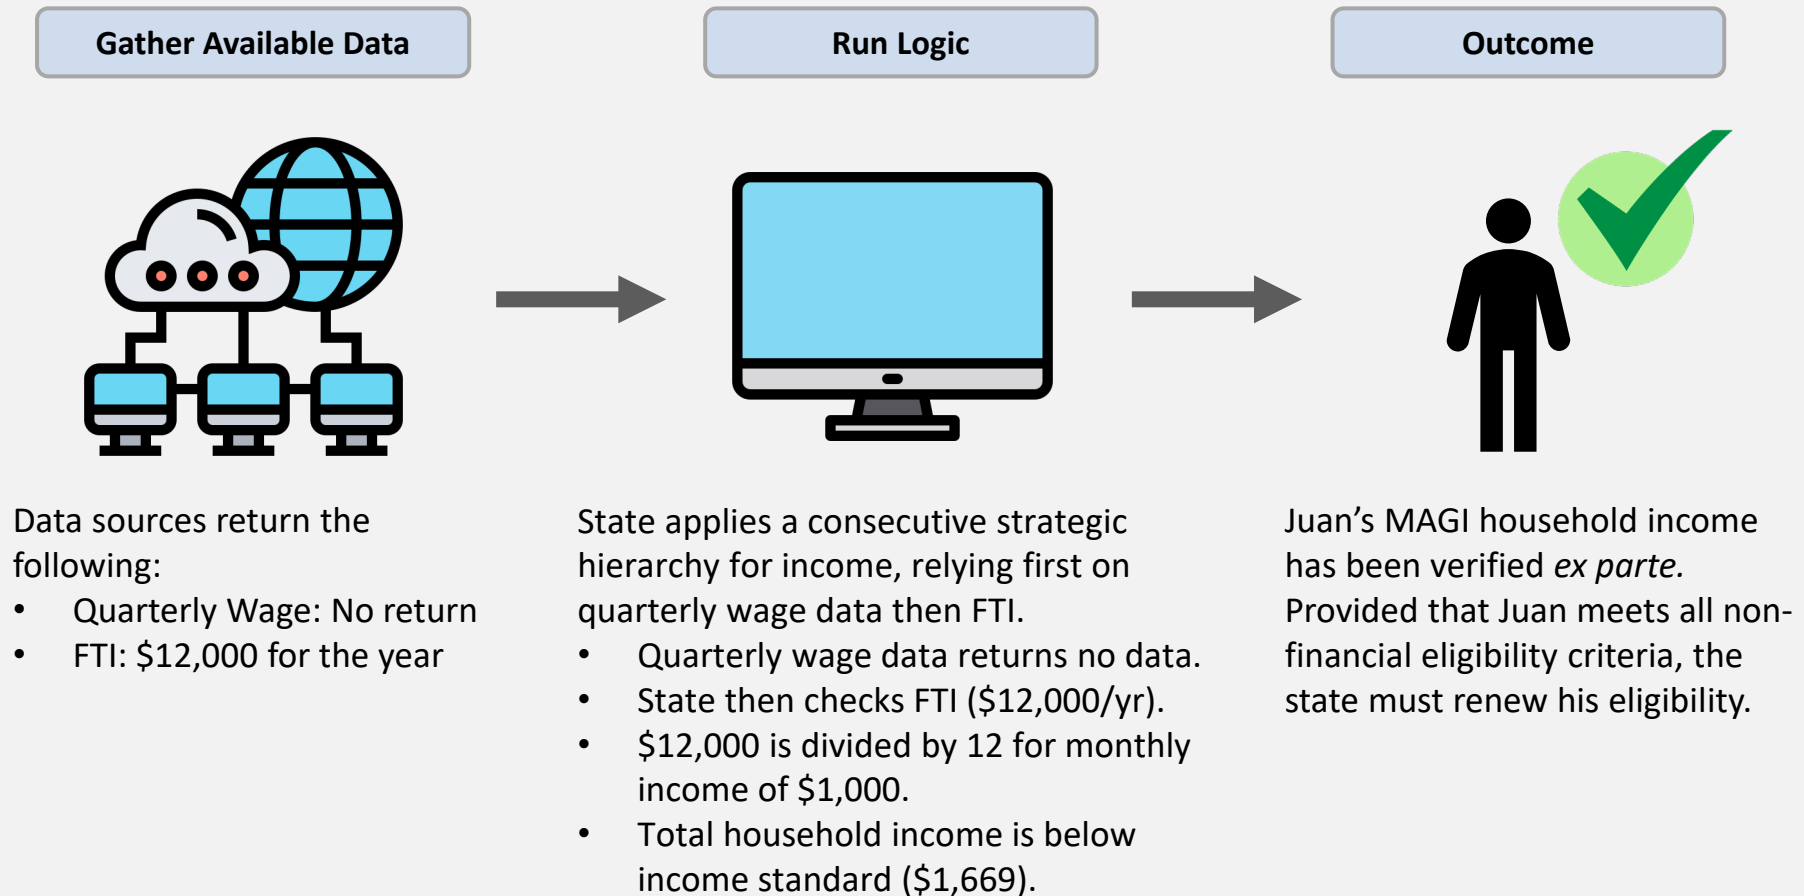 Gather Available Data
Run Logic
Outcome
Data sources return the
following:
• Quarterly Wage: No return
• FTI: $12,000 for the year
State applies a consecutive strategic
hierarchy for income, relying first on
quarterly wage data then FTI.
• Quarterly wage data returns no data.
• State then checks FTI ($12,000/yr).
• $12,000 is divided by 12 for monthly
income of $1,000.
• Total household income is below
income standard ($1,669).
Juan’s MAGI household income
has been verified ex parte.
Provided that Juan meets all non-
financial eligibility criteria, the
state must renew his eligibility.